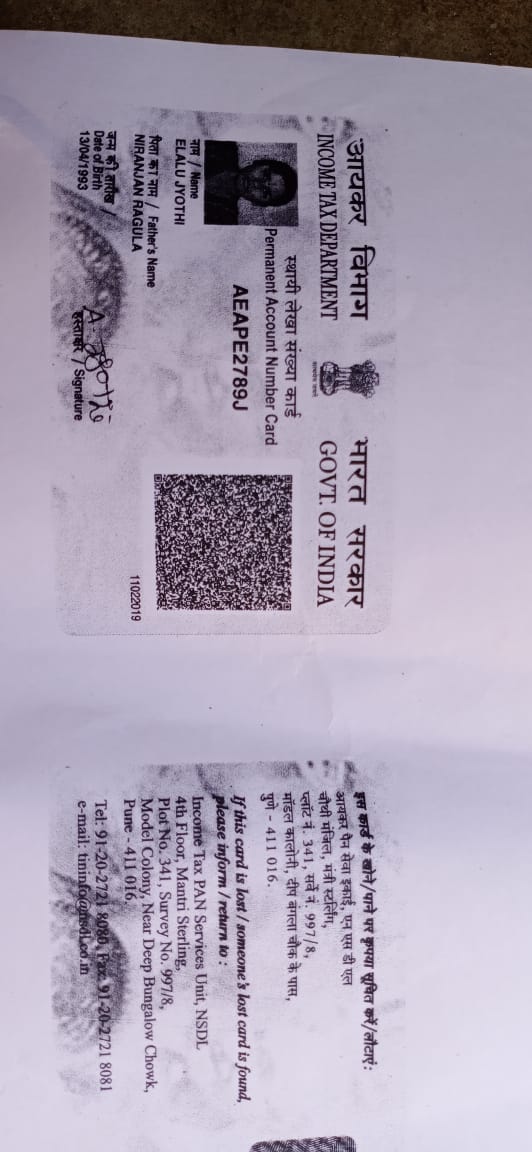 आयकर विभाग
INCOME TAX DEPARTMENT
सत्यमेव जयते
भारत सरकार
GOVT. OF INDIA
स्थायी लेखा संख्या कार्ड
Permanent Account Number Card
AEAPE2789J
नाम / Name
ELALU JYOTHI
पिता का नाम / Father's Name
NIRANJAN RAGULA
जन्म की तारीख /
Date of Birth
13/04/1993
हस्ताक्षर / Signature
11022019
इस कार्ड के खोने/पाने पर कृपया सूचित करें/लौटाएं:
आयकर पैन सेवा इकाई, एन एस डी एल
चौथी मंजिल, मंत्री स्टर्लिंग,
प्लॉट नं. 341, सर्वे नं. 997/8,
मॉडल कालोनी, दीप बंगला चौक के पास,
पुणे - 411 016.
If this card is lost / someone's lost card is found,
please inform / return to :
Income Tax PAN Services Unit, NSDL
4th Floor, Mantri Sterling,
Plot No. 341, Survey No. 997/8,
Model Colony, Near Deep Bungalow Chowk,
Pune - 411 016.
Tel: 91-20-2721 8080, Fax: 91-20-2721 8081
e-mail: tininfo@nsdl.co.in